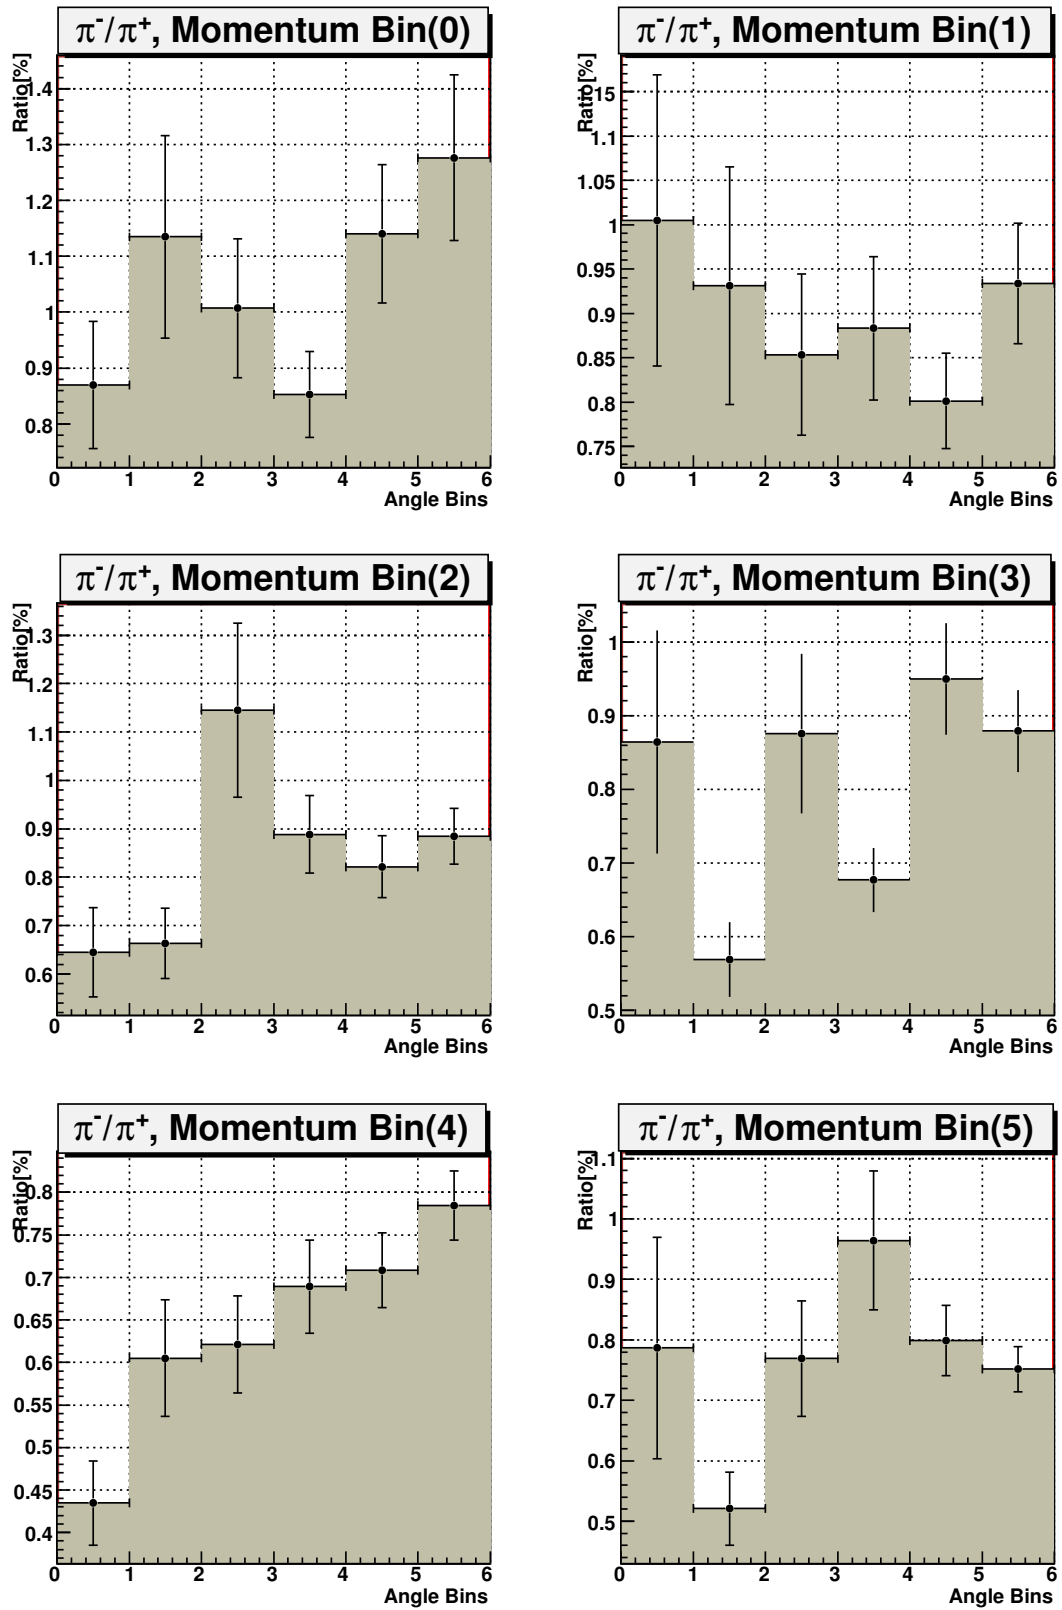 π⁻/π⁺, Momentum Bin(0)
Ratio[%]
1.4
1.3
1.2
1.1
1
0.9
0.8
0 1 2 3 4 5 6
Angle Bins
π⁻/π⁺, Momentum Bin(1)
Ratio[%]
1.15
1.1
1.05
1
0.95
0.9
0.85
0.8
0.75
0 1 2 3 4 5 6
Angle Bins
π⁻/π⁺, Momentum Bin(2)
Ratio[%]
1.3
1.2
1.1
1
0.9
0.8
0.7
0.6
0 1 2 3 4 5 6
Angle Bins
π⁻/π⁺, Momentum Bin(3)
Ratio[%]
1
0.9
0.8
0.7
0.6
0.5
0 1 2 3 4 5 6
Angle Bins
π⁻/π⁺, Momentum Bin(4)
Ratio[%]
0.8
0.75
0.7
0.65
0.6
0.55
0.5
0.45
0.4
0 1 2 3 4 5 6
Angle Bins
π⁻/π⁺, Momentum Bin(5)
Ratio[%]
1.1
1
0.9
0.8
0.7
0.6
0.5
0 1 2 3 4 5 6
Angle Bins